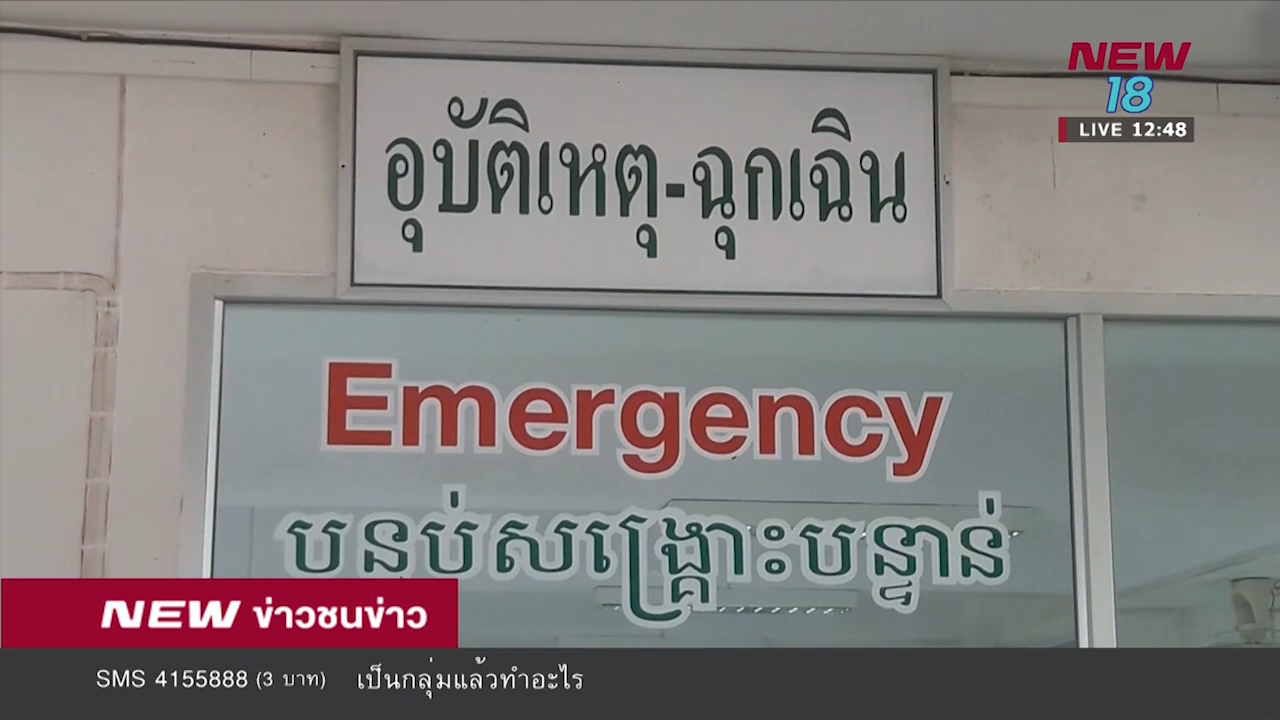 NEW
18
LIVE 12:48
อุบัติเหตุ-ฉุกเฉิน
Emergency
បន្ទប់សង្គ្រោះបន្ទាន់
NEW ข่าวชนข่าว
SMS 4155888 (3 บาท) เป็นกลุ่มแล้วทำอะไร